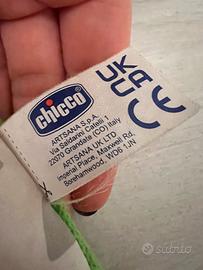 chicco
ARTSANA S.P.A.
Via Saldarini Catelli 1
22070 Grandate (CO) Italy
ARTSANA UK LTD
Imperial Place, Maxwell Rd,
Borehamwood, WD6 1JN
UK
CA
CE
subito